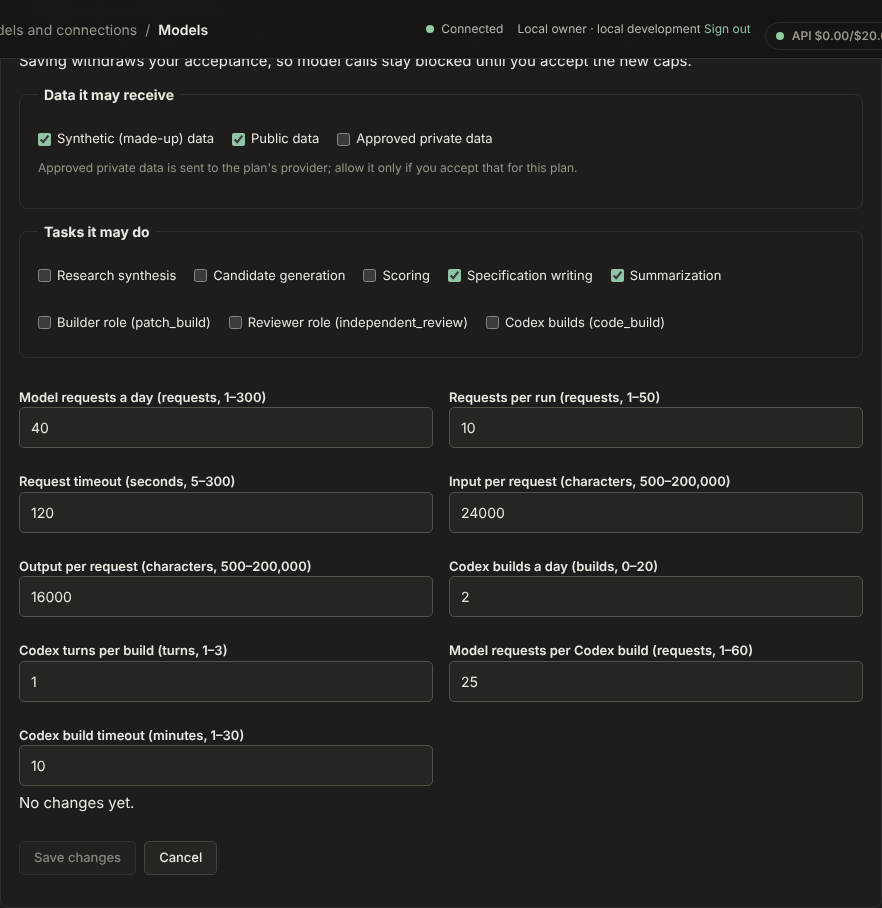 dels and connections / Models
Connected Local owner · local development Sign out
API $0.00/$20.
Saving withdraws your acceptance, so model calls stay blocked until you accept the new caps.
Data it may receive
Synthetic (made-up) data Public data Approved private data
Approved private data is sent to the plan's provider; allow it only if you accept that for this plan.
Tasks it may do
Research synthesis Candidate generation Scoring Specification writing Summarization
Builder role (patch_build) Reviewer role (independent_review) Codex builds (code_build)
Model requests a day (requests, 1–300) Requests per run (requests, 1–50)
40 10
Request timeout (seconds, 5–300) Input per request (characters, 500–200,000)
120 24000
Output per request (characters, 500–200,000) Codex builds a day (builds, 0–20)
16000 2
Codex turns per build (turns, 1–3) Model requests per Codex build (requests, 1–60)
1 25
Codex build timeout (minutes, 1–30)
10
No changes yet.
Save changes Cancel